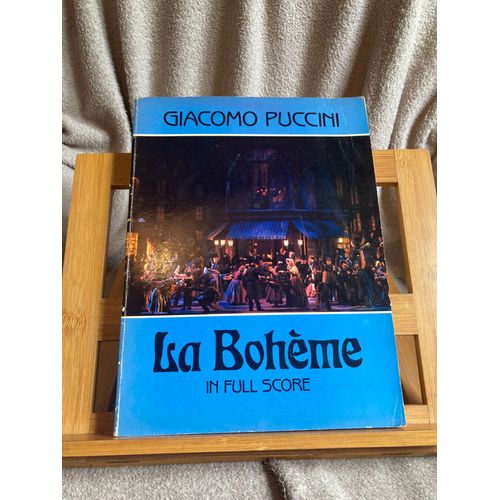 GIACOMO PUCCINI
La Bohème
IN FULL SCORE